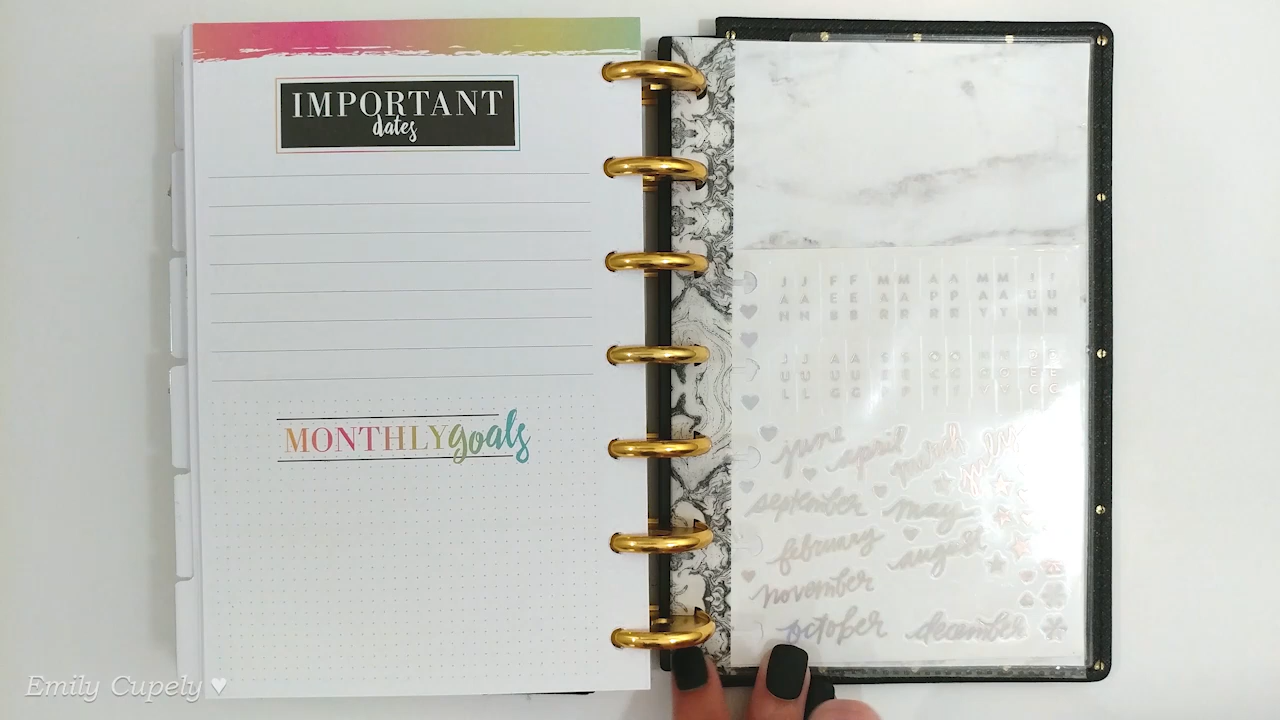 IMPORTANT
dates
MONTHLY goals
J J F F M M A A M M J J
A A E E A A P P A A U U
N N B B R R R R Y Y N N
J J A A S S O O N N D D
U U U U E E C C O O E E
L L G G P P T T V V C C
june april march july
september may
february august
november
october december
Emily Cupely ♥